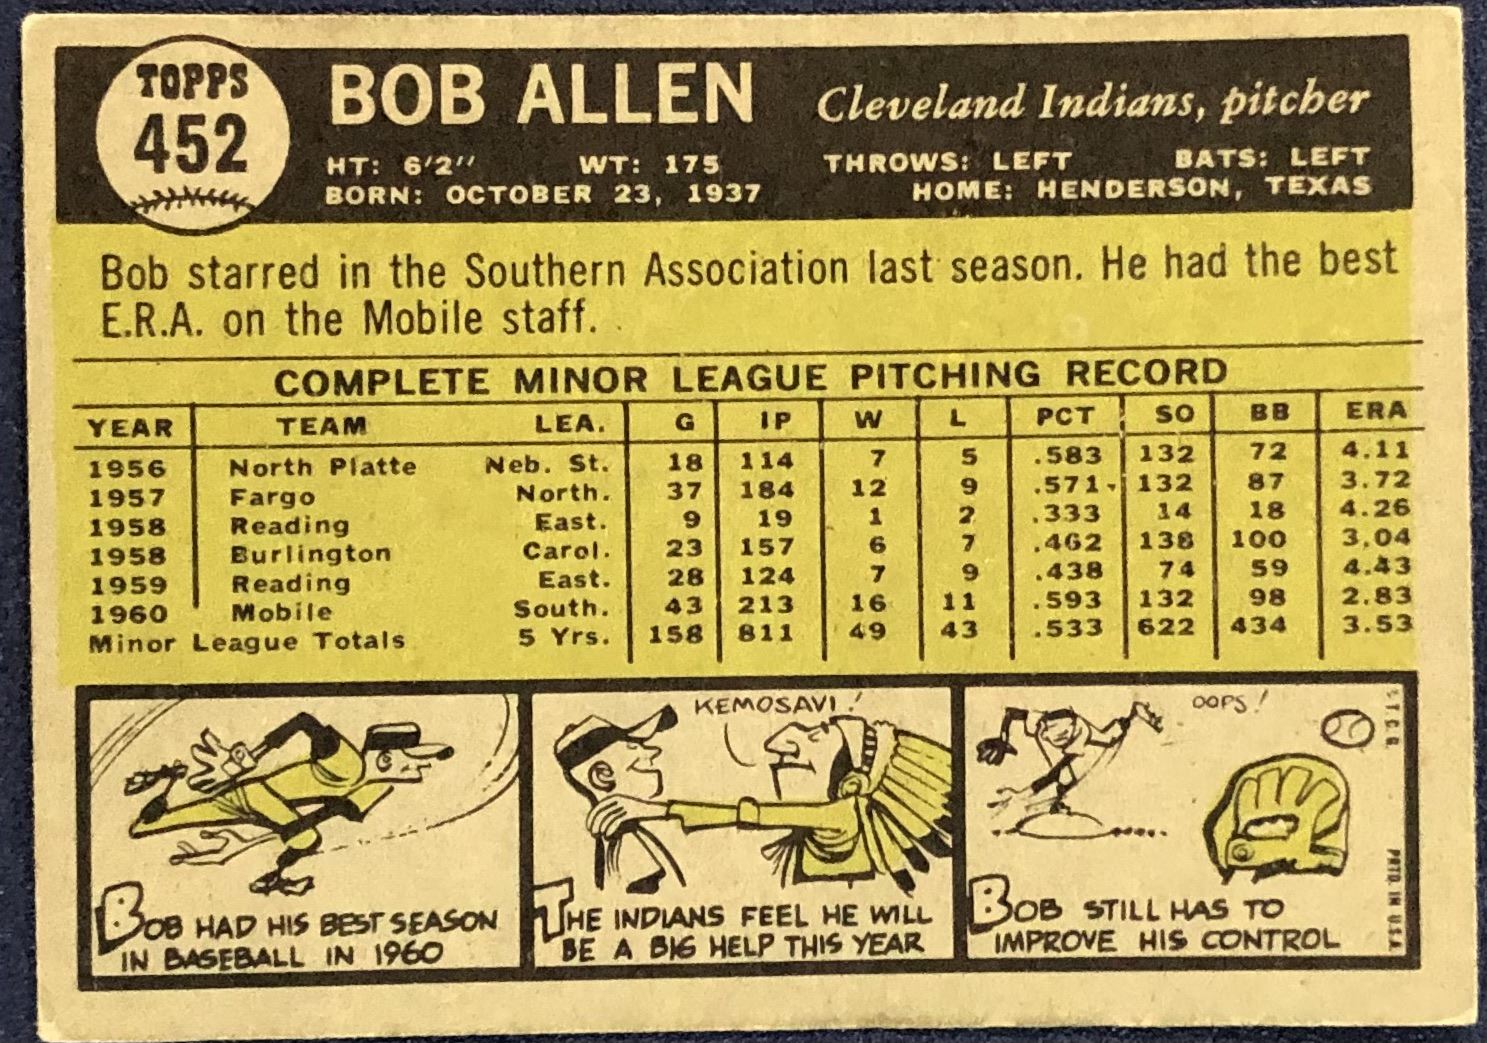 TOPPS
452
BOB ALLEN
Cleveland Indians, pitcher
HT: 6'2" WT: 175 THROWS: LEFT BATS: LEFT
BORN: OCTOBER 23, 1937 HOME: HENDERSON, TEXAS
Bob starred in the Southern Association last season. He had the best
E.R.A. on the Mobile staff.
COMPLETE MINOR LEAGUE PITCHING RECORD
YEAR TEAM LEA. G IP W L PCT SO BB ERA
1956 North Platte Neb. St. 18 114 7 5 .583 132 72 4.11
1957 Fargo North. 37 184 12 9 .571 132 87 3.72
1958 Reading East. 9 19 1 2 .333 14 18 4.26
1958 Burlington Carol. 23 157 6 7 .462 138 100 3.04
1959 Reading East. 28 124 7 9 .438 74 59 4.43
1960 Mobile South. 43 213 16 11 .593 132 98 2.83
Minor League Totals 5 Yrs. 158 811 49 43 .533 622 434 3.53
BOB HAD HIS BEST SEASON
IN BASEBALL IN 1960
KEMOSAVI!
THE INDIANS FEEL HE WILL
BE A BIG HELP THIS YEAR
OOPS!
BOB STILL HAS TO
IMPROVE HIS CONTROL
©T.C.G. PRTD. IN U.S.A.